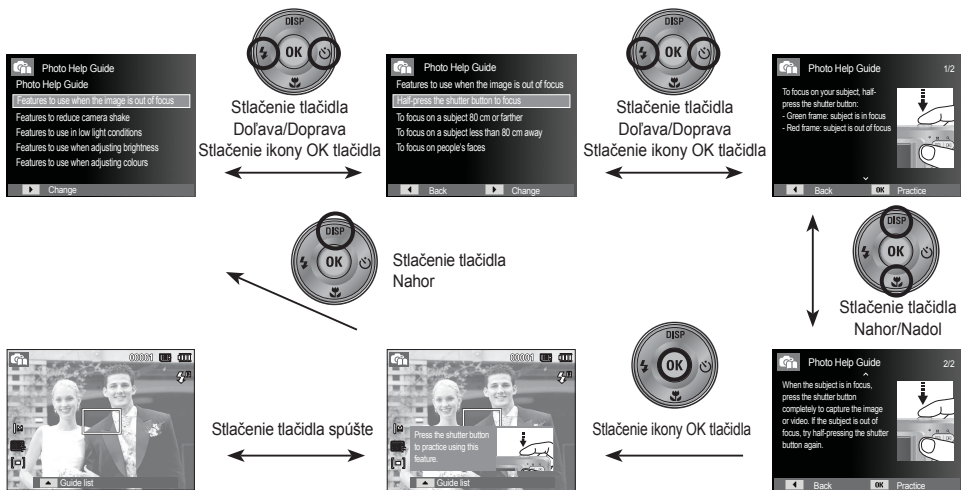 DISP
OK
Stlačenie tlačidla
Doľava/Doprava
Stlačenie ikony OK tlačidla
DISP
OK
Stlačenie tlačidla
Doľava/Doprava
Stlačenie ikony OK tlačidla
Photo Help Guide
Photo Help Guide
Features to use when the image is out of focus
Features to reduce camera shake
Features to use in low light conditions
Features to use when adjusting brightness
Features to use when adjusting colours
Change
Photo Help Guide
Features to use when the image is out of focus
Half-press the shutter button to focus
To focus on a subject 80 cm or farther
To focus on a subject less than 80 cm away
To focus on people's faces
Back Change
Photo Help Guide 1/2
To focus on your subject, half-
press the shutter button:
- Green frame: subject is in focus
- Red frame: subject is out of focus
Back OK Practice
DISP
OK
Stlačenie tlačidla
Nahor
DISP
OK
Stlačenie tlačidla
Nahor/Nadol
00001
Guide list
Stlačenie tlačidla spúšte
00001
Press the shutter button
to practice using this
feature.
Guide list
DISP
OK
Stlačenie ikony OK tlačidla
Photo Help Guide 2/2
When the subject is in focus,
press the shutter button
completely to capture the image
or video. If the subject is out of
focus, try half-pressing the shutter
button again.
Back OK Practice